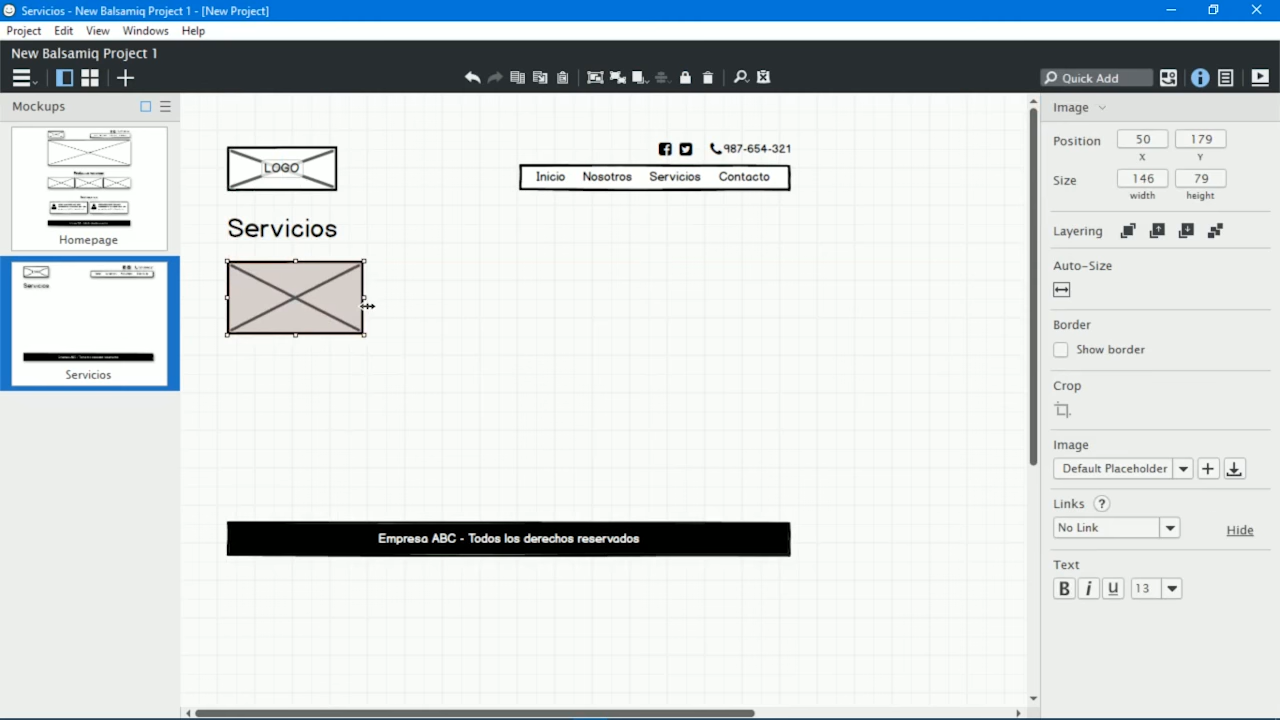 Servicios - New Balsamiq Project 1 - [New Project]
Project Edit View Windows Help
New Balsamiq Project 1
Quick Add
Mockups
Homepage
Servicios
Servicios
LOGO
987-654-321
Inicio Nosotros Servicios Contacto
Servicios
Empresa ABC - Todos los derechos reservados
Image
Position 50 179
X Y
Size 146 79
width height
Layering
Auto-Size
Border
Show border
Crop
Image
Default Placeholder
Links ?
No Link Hide
Text
B i U 13